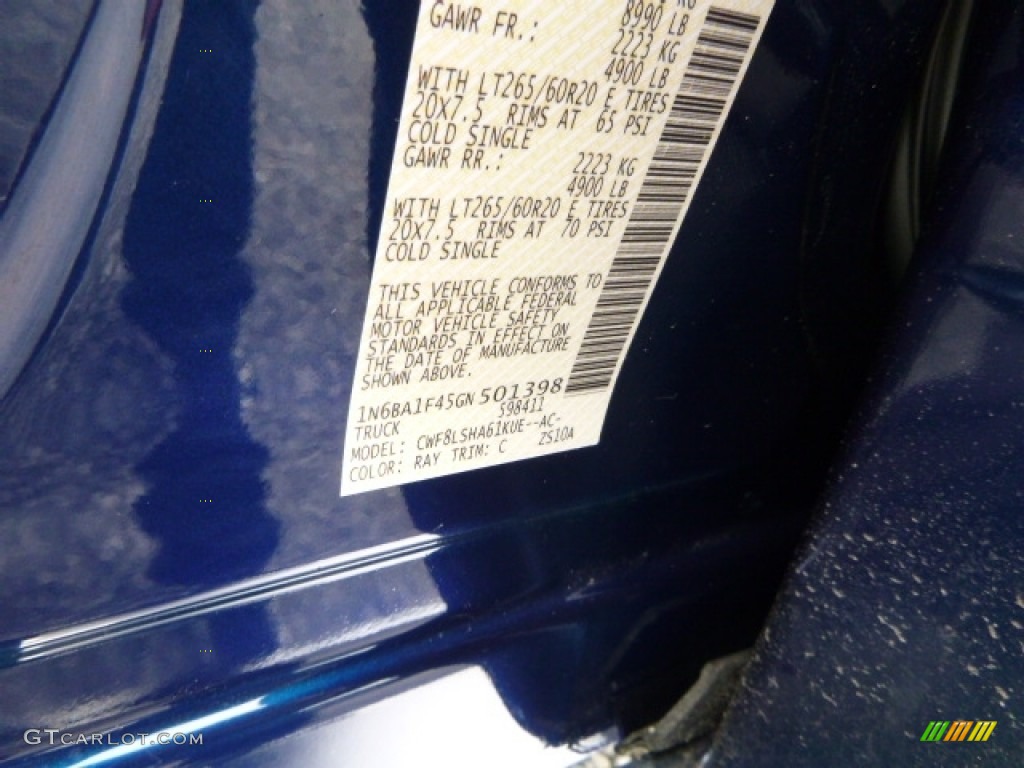 8990 LB
GAWR FR.: 2223 KG
4900 LB
WITH LT265/60R20 E TIRES
20X7.5 RIMS AT 65 PSI
COLD SINGLE
GAWR RR.: 2223 KG
4900 LB
WITH LT265/60R20 E TIRES
20X7.5 RIMS AT 70 PSI
COLD SINGLE
THIS VEHICLE CONFORMS TO
ALL APPLICABLE FEDERAL
MOTOR VEHICLE SAFETY
STANDARDS IN EFFECT ON
THE DATE OF MANUFACTURE
SHOWN ABOVE.
1N6BA1F45GN501398
TRUCK 598411
MODEL: CWF8LSHA61KUE--AC-
COLOR: RAY TRIM: C ZS10A
GTCARLOT.COM